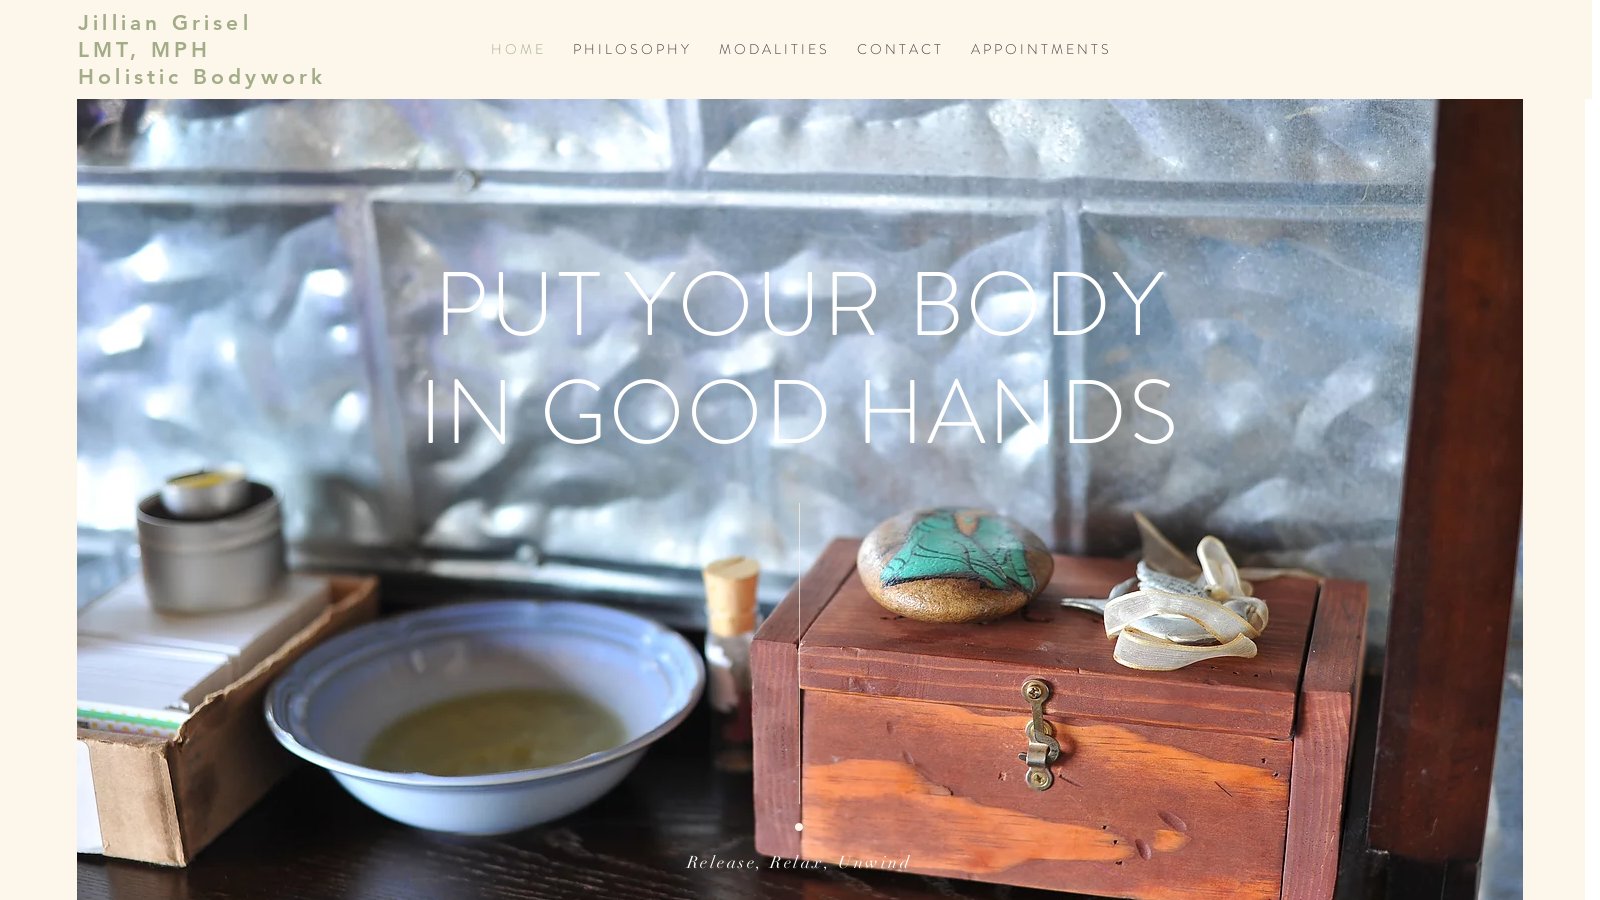 Jillian Grisel
LMT, MPH
Holistic Bodywork
HOME PHILOSOPHY MODALITIES CONTACT APPOINTMENTS
PUT YOUR BODY
IN GOOD HANDS
Release, Relax, Unwind